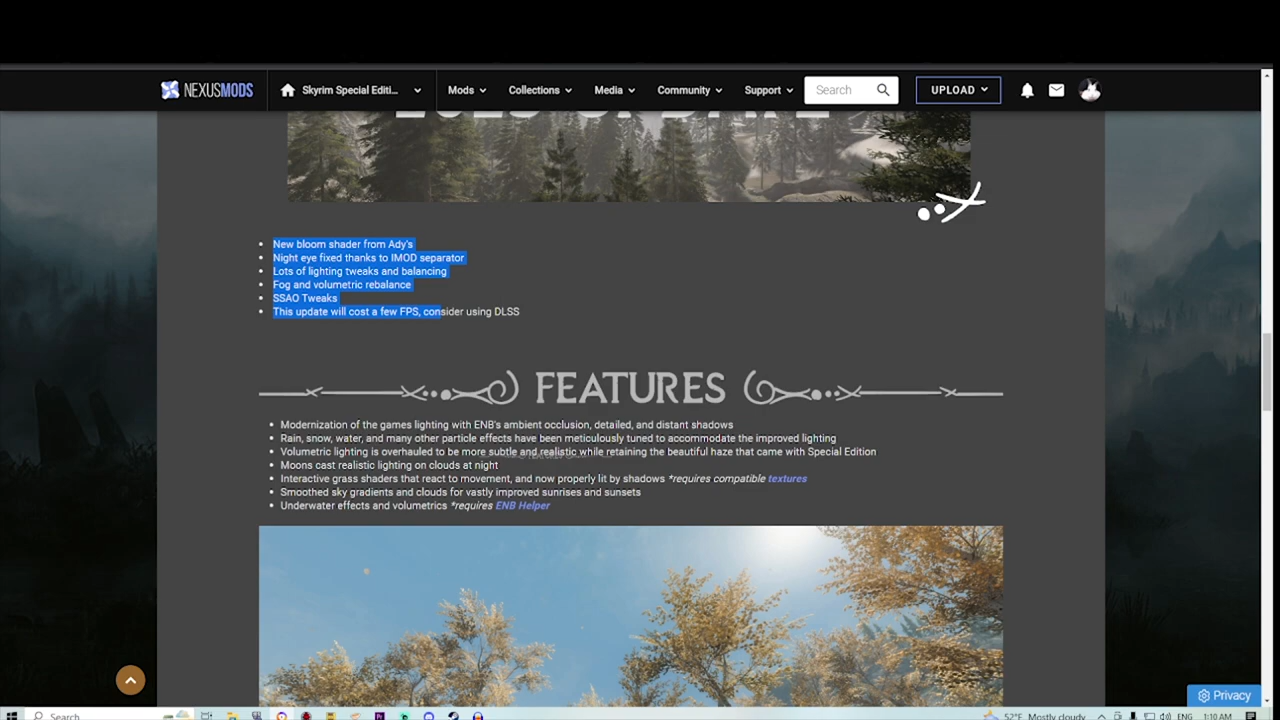 NEXUSMODS
Skyrim Special Editi...
Mods
Collections
Media
Community
Support
Search
UPLOAD
New bloom shader from Ady's
Night eye fixed thanks to IMOD separator
Lots of lighting tweaks and balancing
Fog and volumetric rebalance
SSAO Tweaks
This update will cost a few FPS, consider using DLSS
FEATURES
Modernization of the games lighting with ENB's ambient occlusion, detailed, and distant shadows
Rain, snow, water, and many other particle effects have been meticulously tuned to accommodate the improved lighting
Volumetric lighting is overhauled to be more subtle and realistic while retaining the beautiful haze that came with Special Edition
Moons cast realistic lighting on clouds at night
Interactive grass shaders that react to movement, and now properly lit by shadows *requires compatible textures
Smoothed sky gradients and clouds for vastly improved sunrises and sunsets
Underwater effects and volumetrics *requires ENB Helper
Privacy
Search
52°F Mostly cloudy
ENG
1:10 AM